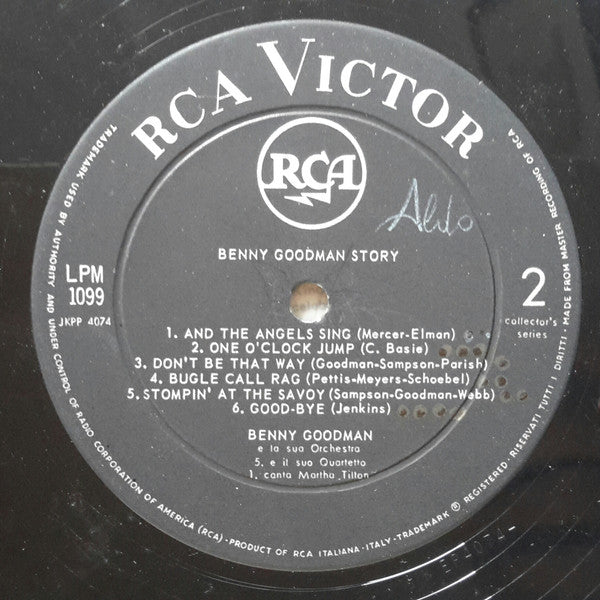 RCA VICTOR
RCA
Aldo
BENNY GOODMAN STORY
LPM
1099
JKPP 4074
2
collector's
series
1. AND THE ANGELS SING (Mercer-Elman)
2. ONE O'CLOCK JUMP (C. Basie)
3. DON'T BE THAT WAY (Goodman-Sampson-Parish)
4. BUGLE CALL RAG (Pettis-Meyers-Schoebel)
5. STOMPIN' AT THE SAVOY (Sampson-Goodman-Webb)
6. GOOD-BYE (Jenkins)
BENNY GOODMAN
e la sua Orchestra
5. e il suo Quartetto
1. canta Martha Tilton
TRADEMARK USED BY AUTHORITY AND UNDER CONTROL OF RADIO CORPORATION OF AMERICA (RCA)-PRODUCT OF RCA ITALIANA-ITALY-TRADEMARK ® REGISTERED. RISERVATI TUTTI I DIRITTI. MADE FROM MASTER RECORDING OF RCA